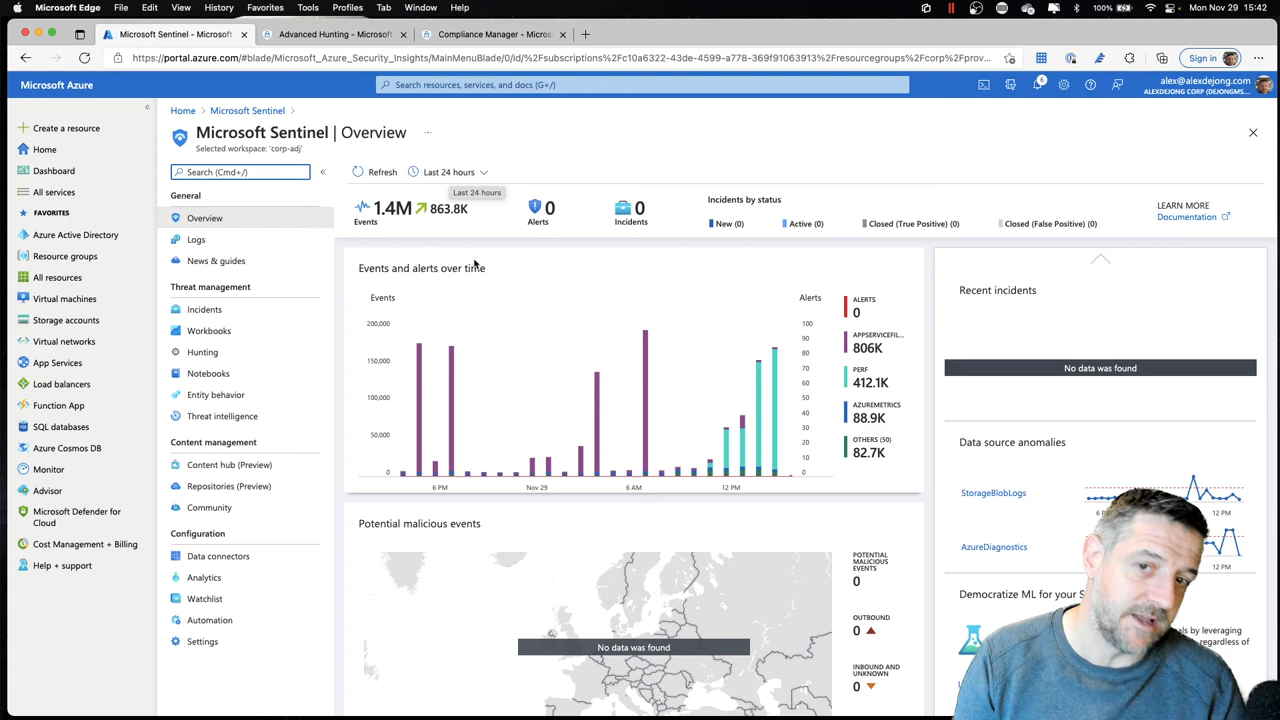 Microsoft Edge File Edit View History Favorites Tools Profiles Tab Window Help 100% Mon Nov 29 15:42
Microsoft Sentinel - Microsoft Advanced Hunting - Microsoft Compliance Manager - Micros
https://portal.azure.com/#blade/Microsoft_Azure_Security_Insights/MainMenuBlade/0/id/%2Fsubscriptions%2Fc10a6322-43de-4599-a778-369f91063913%2Fresourcegroups%2Fcorp%2Fprov... Sign in
Microsoft Azure
Search resources, services, and docs (G+/)
6
alex@alexdejong.com
ALEXDEJONG CORP (DEJONGMS...
Create a resource
Home
Dashboard
All services
FAVORITES
Azure Active Directory
Resource groups
All resources
Virtual machines
Storage accounts
Virtual networks
App Services
Load balancers
Function App
SQL databases
Azure Cosmos DB
Monitor
Advisor
Microsoft Defender for
Cloud
Cost Management + Billing
Help + support
Home > Microsoft Sentinel >
Microsoft Sentinel | Overview ...
Selected workspace: 'corp-adj'
Search (Cmd+/)
General
Overview
Logs
News & guides
Threat management
Incidents
Workbooks
Hunting
Notebooks
Entity behavior
Threat intelligence
Content management
Content hub (Preview)
Repositories (Preview)
Community
Configuration
Data connectors
Analytics
Watchlist
Automation
Settings
Refresh Last 24 hours
Last 24 hours
1.4M 863.8K
Events
0
Alerts
0
Incidents
Incidents by status
New (0) Active (0) Closed (True Positive) (0) Closed (False Positive) (0)
LEARN MORE
Documentation
Events and alerts over time
Events Alerts
200,000
150,000
100,000
50,000
0
100
90
80
70
60
50
40
30
20
10
0
6 PM Nov 29 6 AM 12 PM
ALERTS
0
APPSERVICEFIL...
806K
PERF
412.1K
AZUREMETRICS
88.9K
OTHERS (50)
82.7K
Potential malicious events
No data was found
POTENTIAL
MALICIOUS
EVENTS
0
OUTBOUND
0
INBOUND AND
UNKNOWN
0
Recent incidents
No data was found
Data source anomalies
StorageBlobLogs
12 PM
AzureDiagnostics
12 PM
Democratize ML for your
by leveraging
regardless of